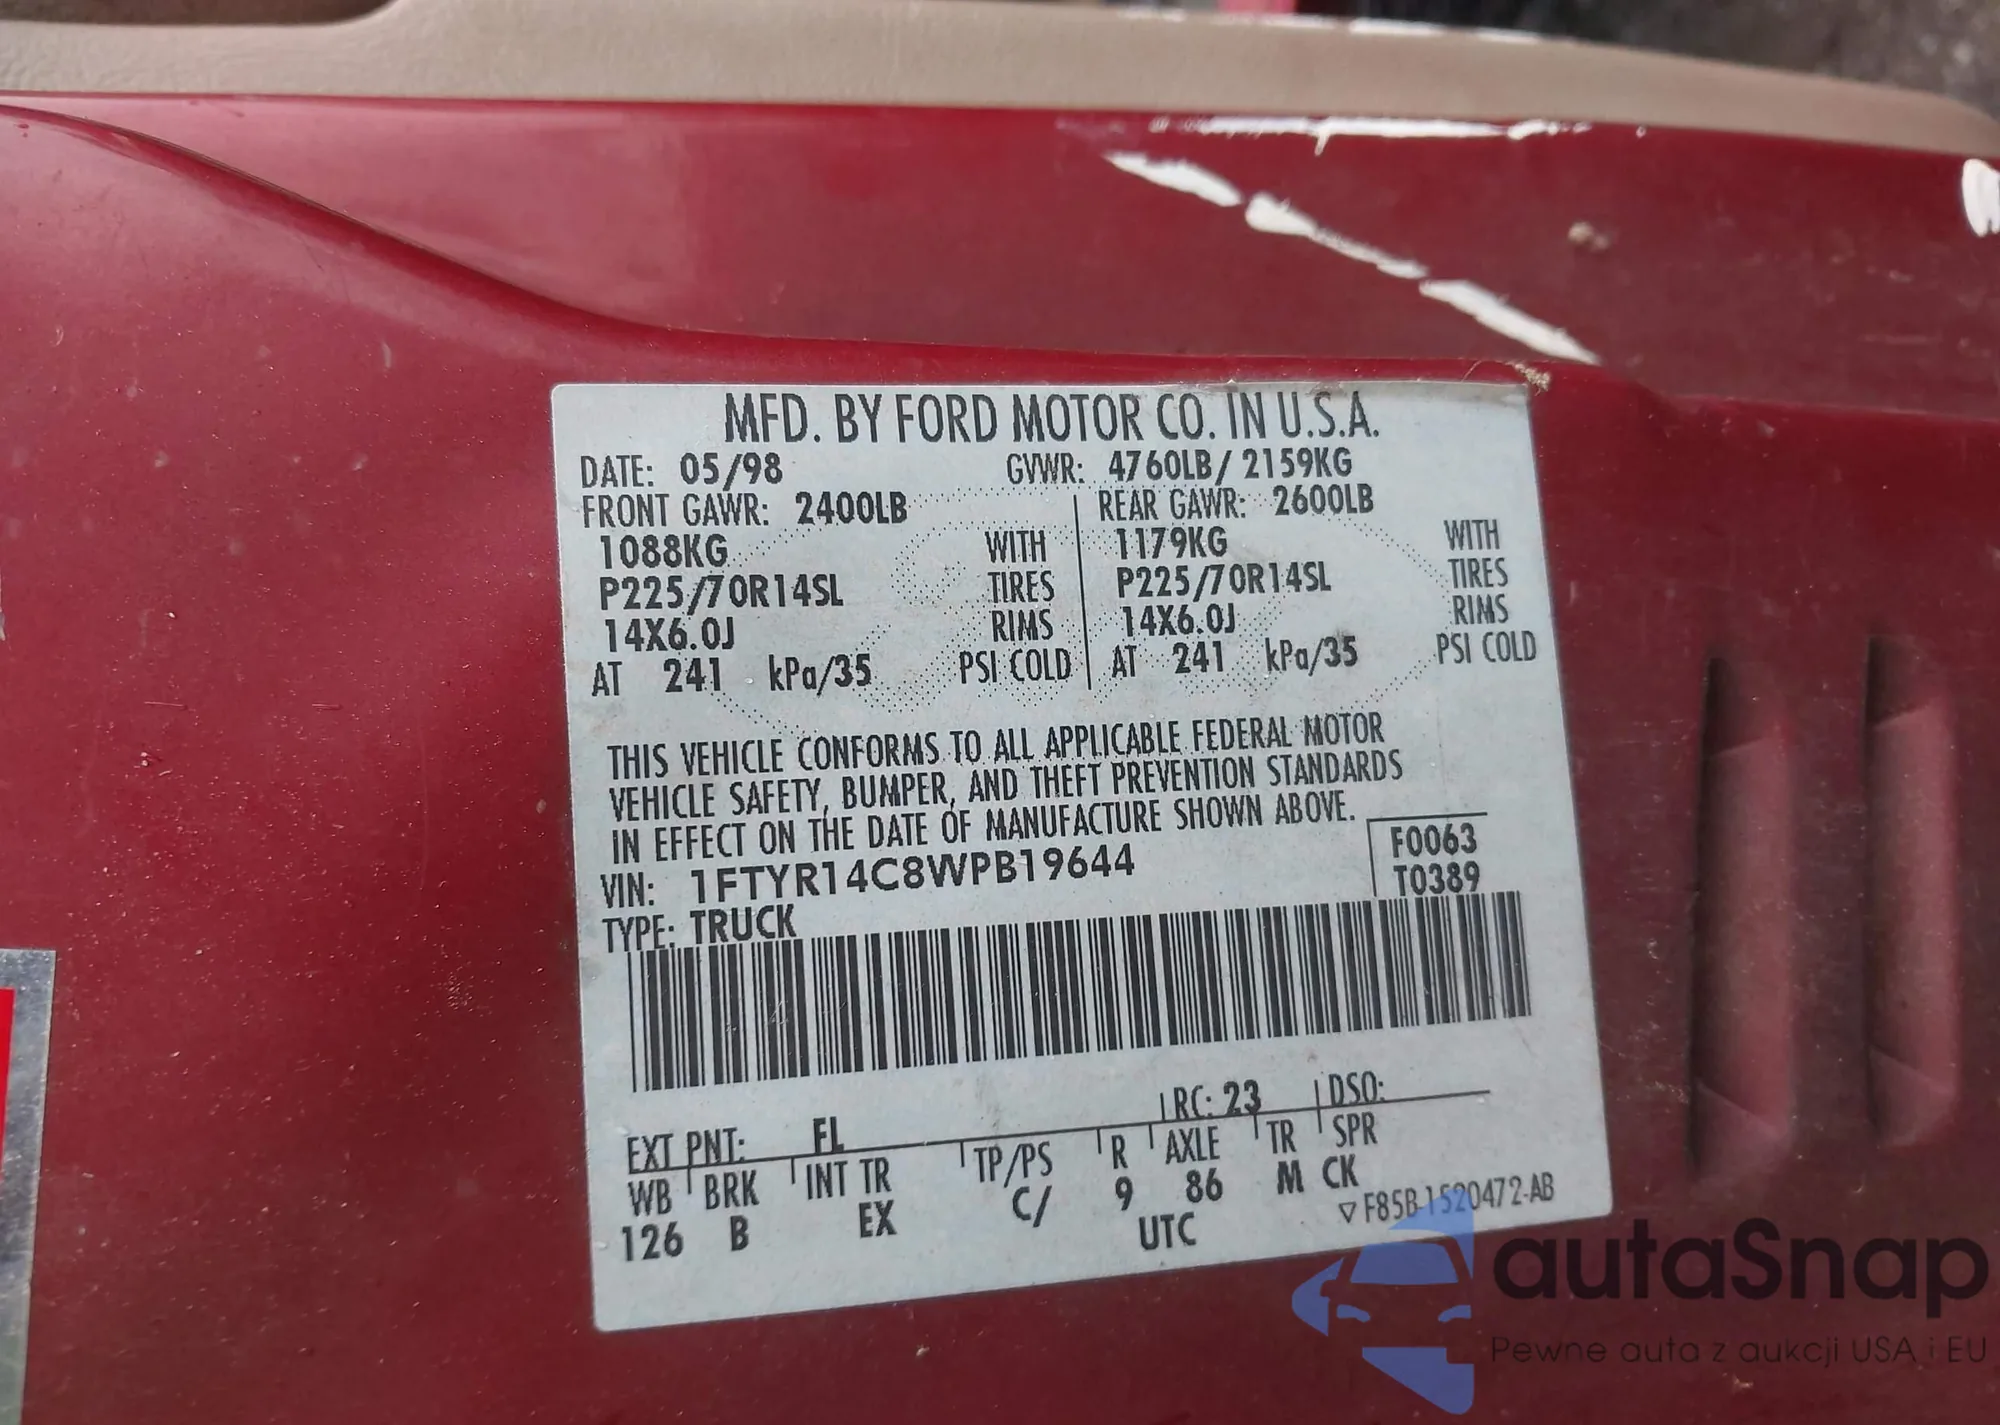 MFD. BY FORD MOTOR CO. IN U.S.A.
DATE: 05/98 GVWR: 4760LB/ 2159KG
FRONT GAWR: 2400LB REAR GAWR: 2600LB
1088KG WITH 1179KG WITH
P225/70R14SL TIRES P225/70R14SL TIRES
14X6.0J RIMS 14X6.0J RIMS
AT 241 kPa/35 PSI COLD AT 241 kPa/35 PSI COLD
THIS VEHICLE CONFORMS TO ALL APPLICABLE FEDERAL MOTOR
VEHICLE SAFETY, BUMPER, AND THEFT PREVENTION STANDARDS
IN EFFECT ON THE DATE OF MANUFACTURE SHOWN ABOVE.
VIN: 1FTYR14C8WPB19644 F0063
TYPE: TRUCK T0389
EXT PNT: FL RC: 23 DSO:
WB BRK INT TR TP/PS R AXLE TR SPR
126 B EX C/ 9 86 M CK
UTC ▽F85B-1520472-AB
autaSnap
Pewne auta z aukcji USA i EU